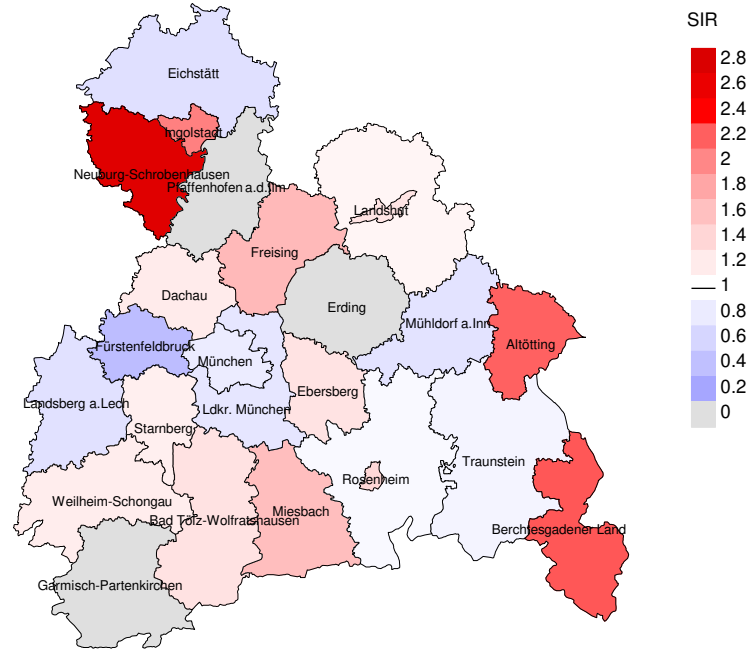 SIR
2.8
2.6
2.4
2.2
2
1.8
1.6
1.4
1.2
1
0.8
0.6
0.4
0.2
0
Eichstätt
Ingolstadt
Neuburg-Schrobenhausen
Pfaffenhofen a.d.Ilm
Landshut
Freising
Dachau
Erding
Mühldorf a.Inn
Altötting
Fürstenfeldbruck
München
Ebersberg
Landsberg a.Lech
Ldkr. München
Starnberg
Traunstein
Rosenheim
Weilheim-Schongau
Miesbach
Bad Tölz-Wolfratshausen
Berchtesgadener Land
Garmisch-Partenkirchen